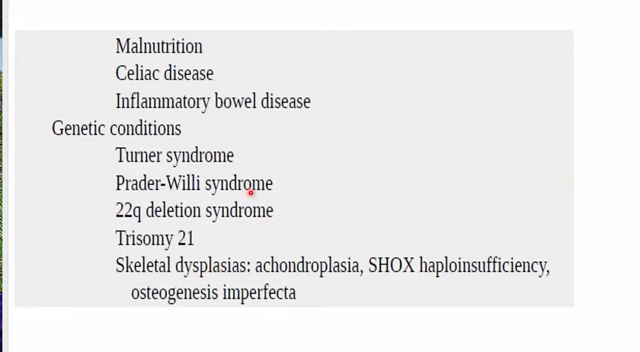 Malnutrition
Celiac disease
Inflammatory bowel disease
Genetic conditions
Turner syndrome
Prader-Willi syndrome
22q deletion syndrome
Trisomy 21
Skeletal dysplasias: achondroplasia, SHOX haploinsufficiency,
osteogenesis imperfecta